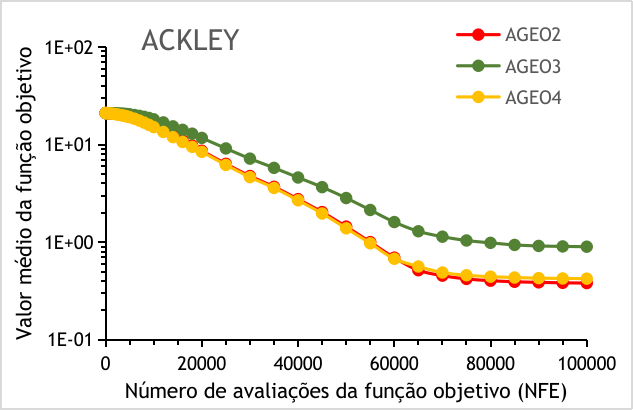 ACKLEY
AGEO2
AGEO3
AGEO4
Valor médio da função objetivo
1E+02
1E+01
1E+00
1E-01
0 20000 40000 60000 80000 100000
Número de avaliações da função objetivo (NFE)